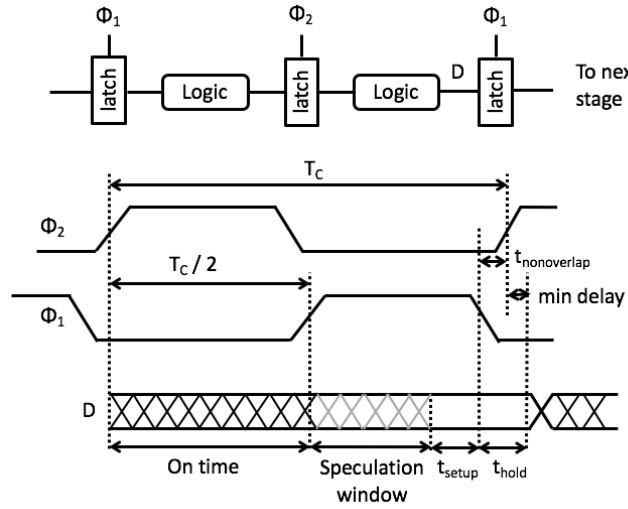 Φ1 Φ2 Φ1
latch Logic latch Logic D latch To nex
stage
TC
Φ2
tnonoverlap
TC / 2
min delay
Φ1
D
On time Speculation tsetup thold
window